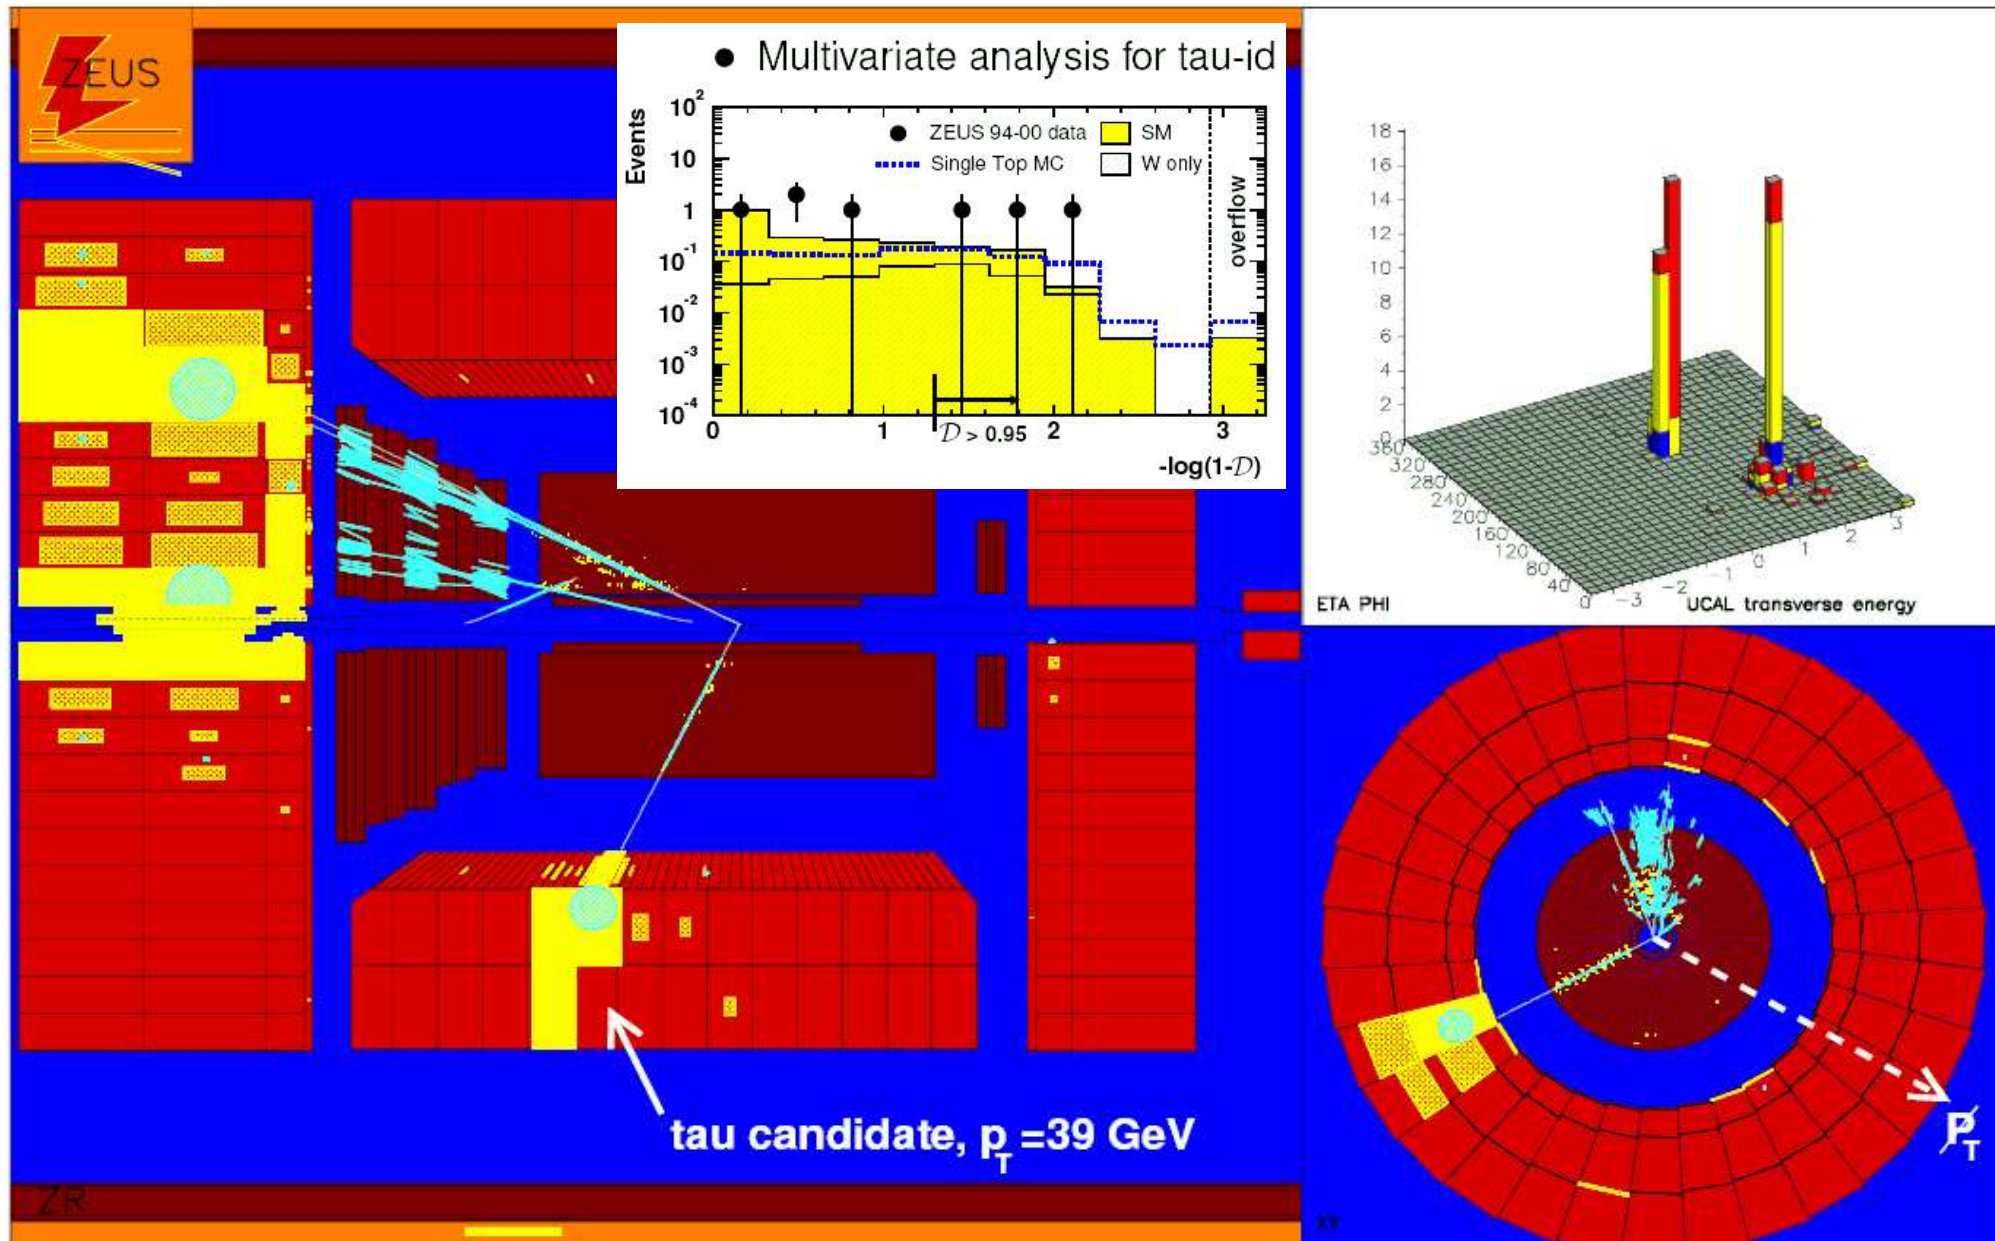 ZEUS
● Multivariate analysis for tau-id
Events
10²
10
1
10⁻¹
10⁻²
10⁻³
10⁻⁴
ZEUS 94-00 data
SM
Single Top MC
W only
overflow
0
1
2
3
D > 0.95
-log(1-D)
18
16
14
12
10
8
6
4
2
0
360
320
280
240
200
160
120
80
40
0
-3
-2
-1
0
1
2
3
ETA PHI
UCAL transverse energy
tau candidate, p_T =39 GeV
P̸_T
ZR
XY